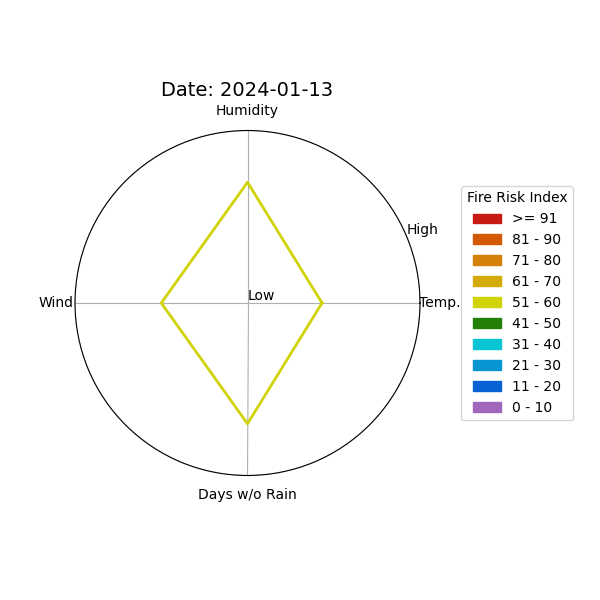 Date: 2024-01-13
Humidity
High
Low
Wind
Temp.
Days w/o Rain
Fire Risk Index
>= 91
81 - 90
71 - 80
61 - 70
51 - 60
41 - 50
31 - 40
21 - 30
11 - 20
0 - 10